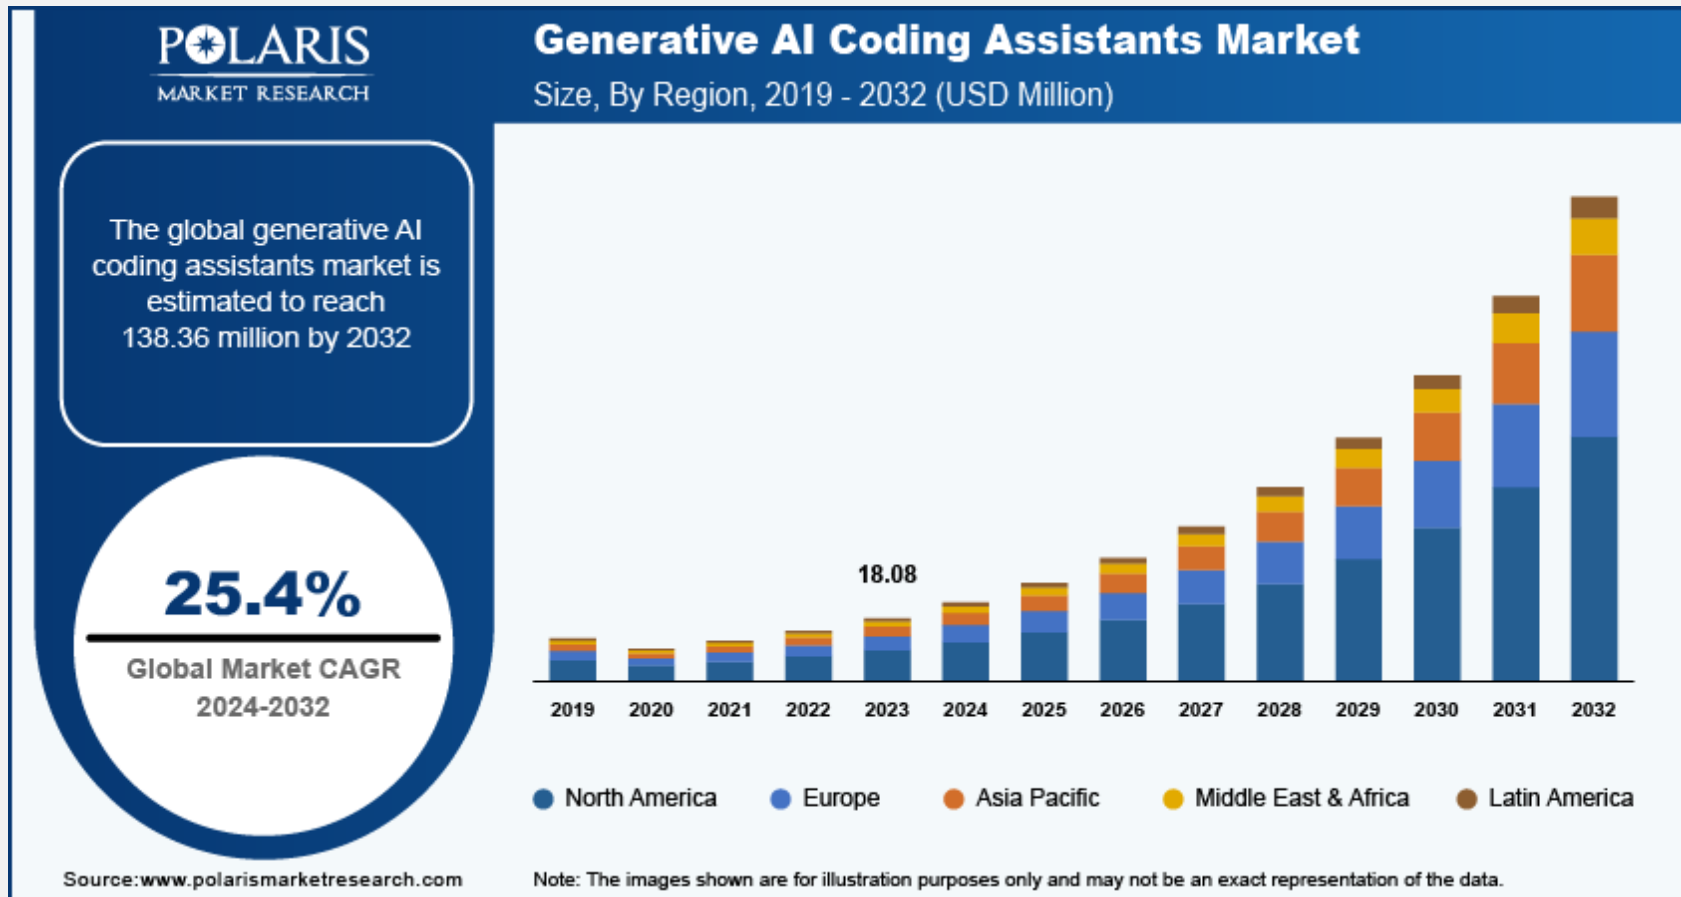 POLARIS
MARKET RESEARCH
Generative AI Coding Assistants Market
Size, By Region, 2019 - 2032 (USD Million)
The global generative AI
coding assistants market is
estimated to reach
138.36 million by 2032
25.4%
Global Market CAGR
2024-2032
18.08
2019 2020 2021 2022 2023 2024 2025 2026 2027 2028 2029 2030 2031 2032
North America Europe Asia Pacific Middle East & Africa Latin America
Source:www.polarismarketresearch.com
Note: The images shown are for illustration purposes only and may not be an exact representation of the data.